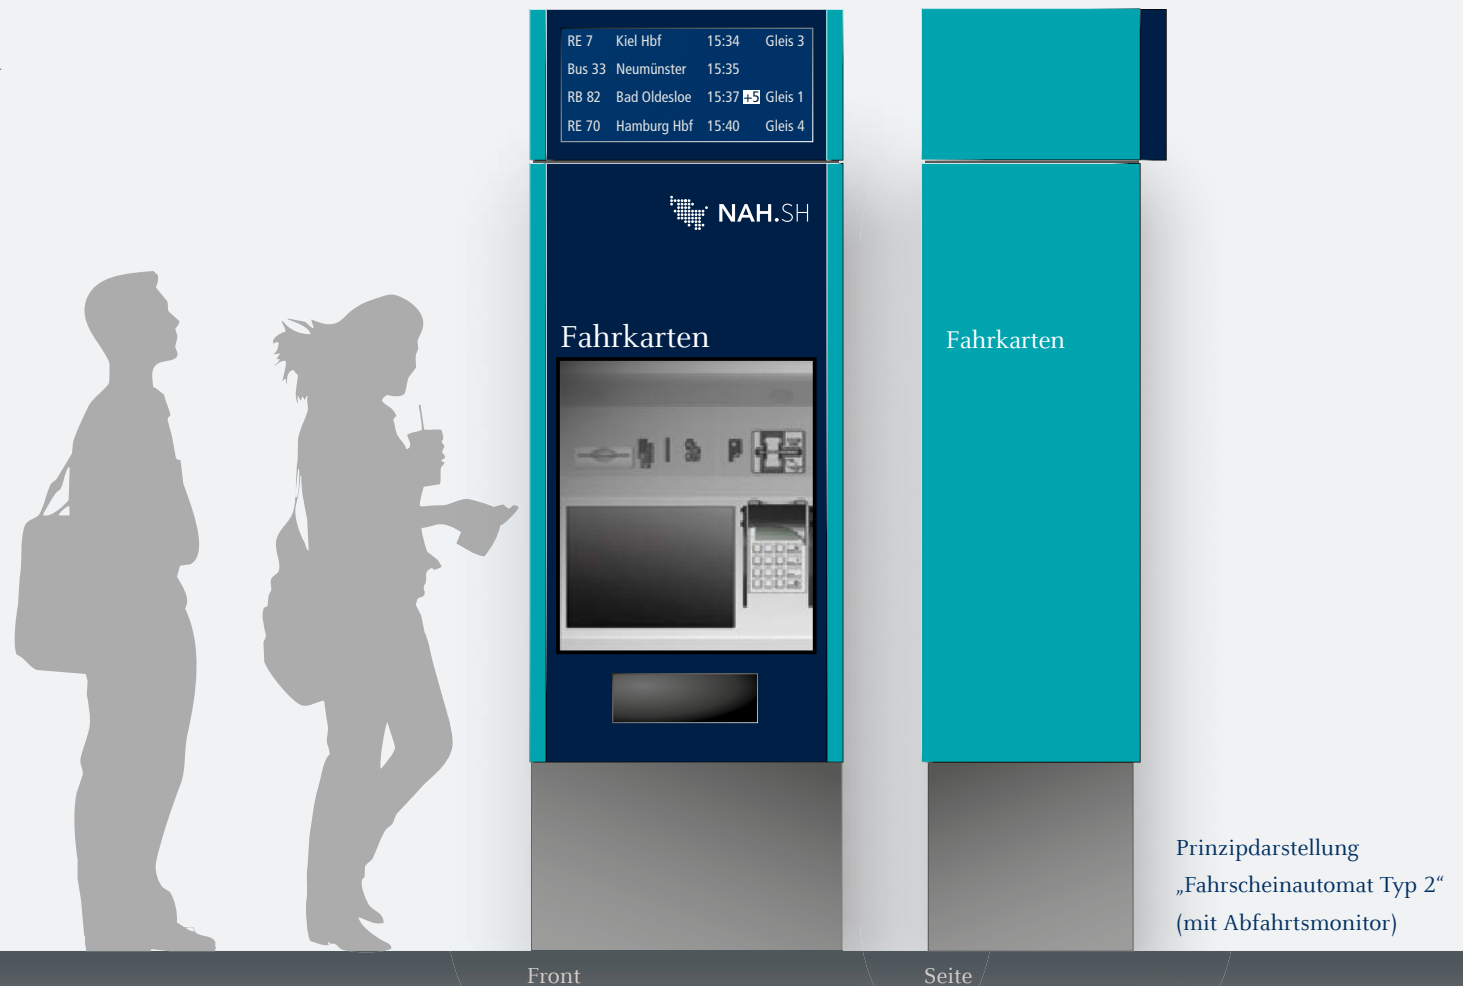 RE 7 Kiel Hbf 15:34 Gleis 3
Bus 33 Neumünster 15:35
RB 82 Bad Oldesloe 15:37 +5 Gleis 1
RE 70 Hamburg Hbf 15:40 Gleis 4
NAH.SH
Fahrkarten
Fahrkarten
Prinzipdarstellung
„Fahrscheinautomat Typ 2“
(mit Abfahrtsmonitor)
Front
Seite